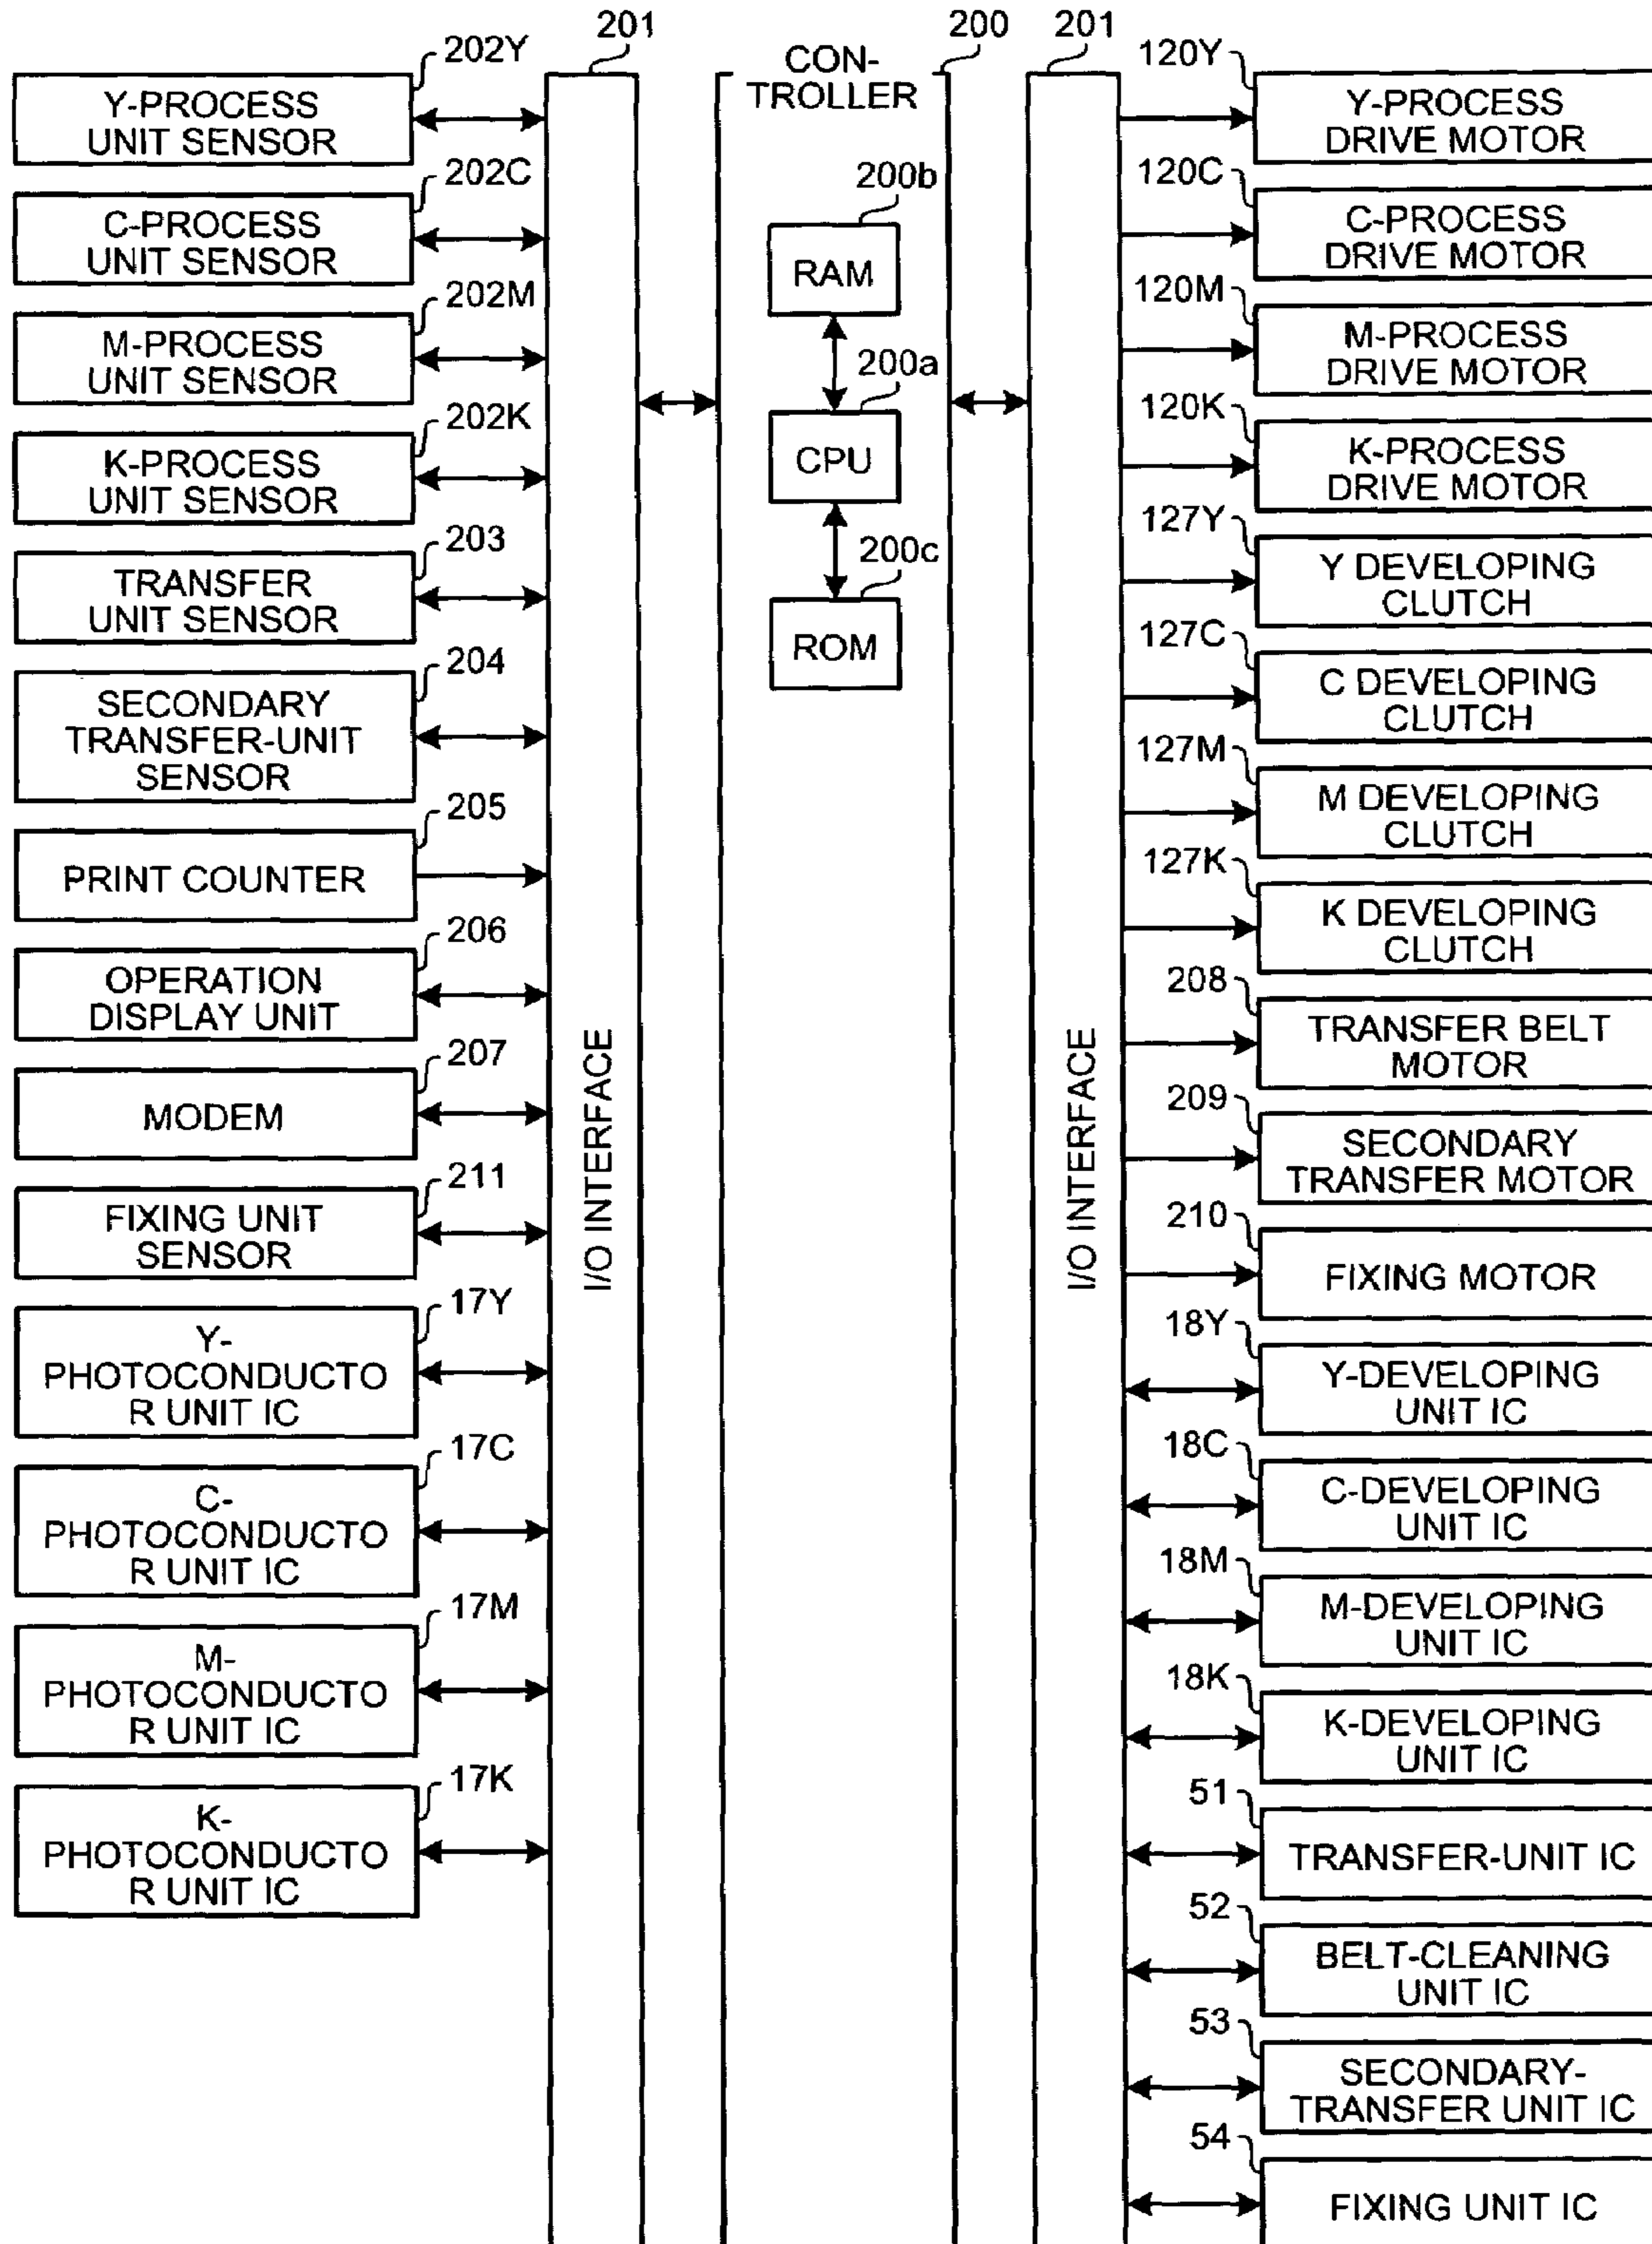 201
200
201
202Y
Y-PROCESS
UNIT SENSOR
202C
C-PROCESS
UNIT SENSOR
202M
M-PROCESS
UNIT SENSOR
202K
K-PROCESS
UNIT SENSOR
203
TRANSFER
UNIT SENSOR
204
SECONDARY
TRANSFER-UNIT
SENSOR
205
PRINT COUNTER
206
OPERATION
DISPLAY UNIT
207
MODEM
211
FIXING UNIT
SENSOR
17Y
Y-
PHOTOCONDUCTO
R UNIT IC
17C
C-
PHOTOCONDUCTO
R UNIT IC
17M
M-
PHOTOCONDUCTO
R UNIT IC
17K
K-
PHOTOCONDUCTO
R UNIT IC
I/O INTERFACE
CON-
TROLLER
200b
RAM
200a
CPU
200c
ROM
I/O INTERFACE
120Y
Y-PROCESS
DRIVE MOTOR
120C
C-PROCESS
DRIVE MOTOR
120M
M-PROCESS
DRIVE MOTOR
120K
K-PROCESS
DRIVE MOTOR
127Y
Y DEVELOPING
CLUTCH
127C
C DEVELOPING
CLUTCH
127M
M DEVELOPING
CLUTCH
127K
K DEVELOPING
CLUTCH
208
TRANSFER BELT
MOTOR
209
SECONDARY
TRANSFER MOTOR
210
FIXING MOTOR
18Y
Y-DEVELOPING
UNIT IC
18C
C-DEVELOPING
UNIT IC
18M
M-DEVELOPING
UNIT IC
18K
K-DEVELOPING
UNIT IC
51
TRANSFER-UNIT IC
52
BELT-CLEANING
UNIT IC
53
SECONDARY-
TRANSFER UNIT IC
54
FIXING UNIT IC